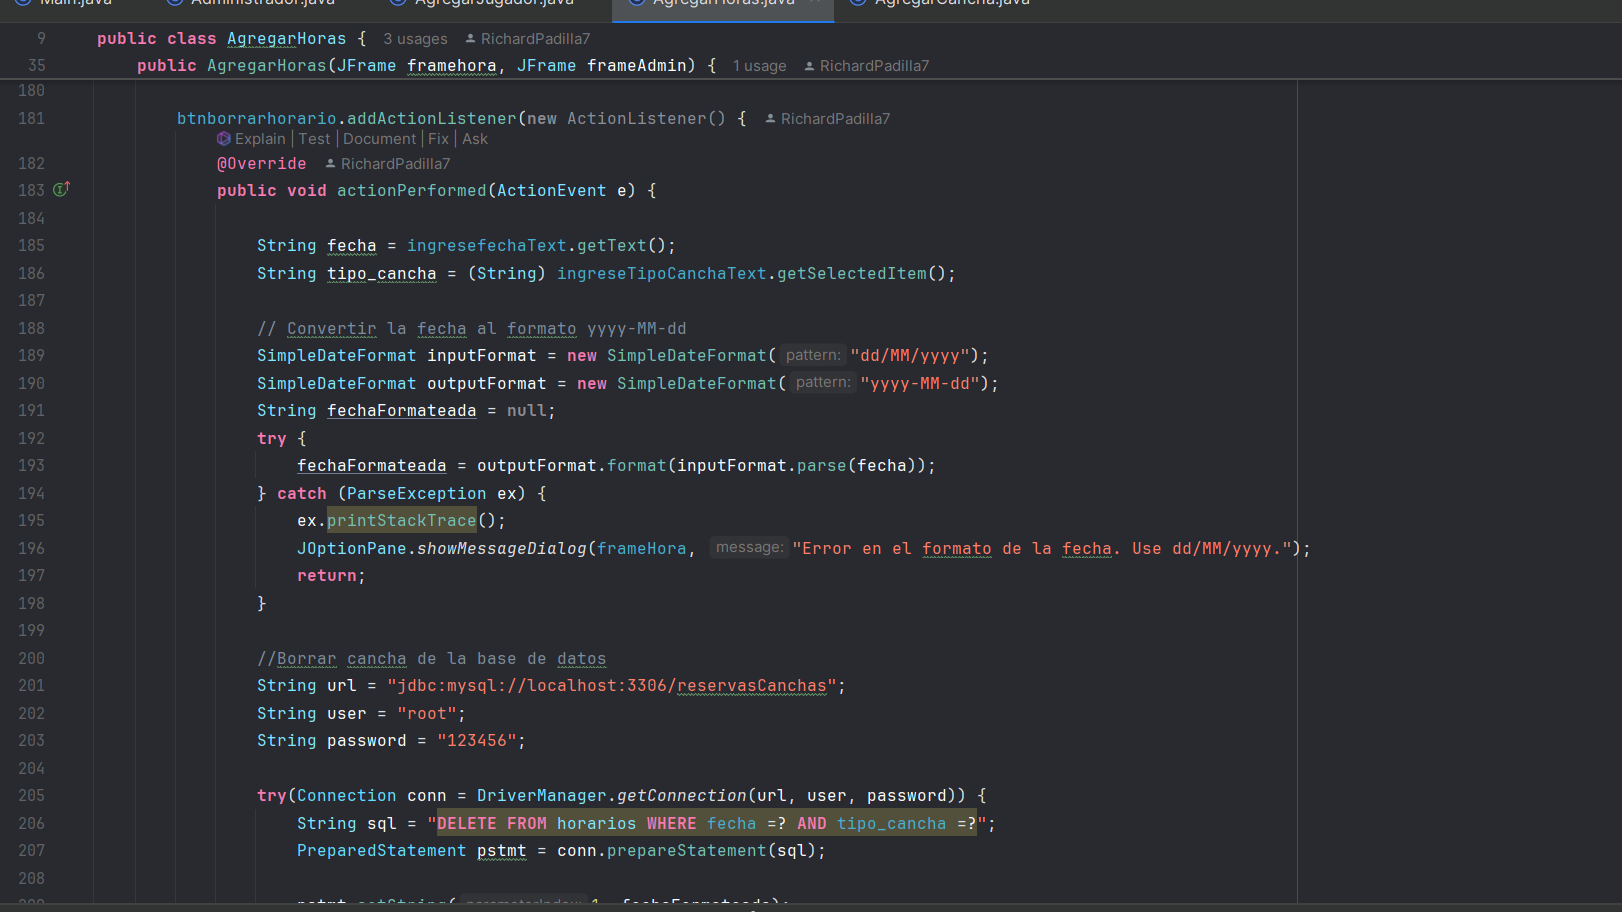 Main.java Administrador.java AgregarJugador.java AgregarHoras.java AgregarCancha.java
9 public class AgregarHoras { 3 usages RichardPadilla7
35 public AgregarHoras(JFrame framehora, JFrame frameAdmin) { 1 usage RichardPadilla7
180
181 btnborrarhorario.addActionListener(new ActionListener() { RichardPadilla7
Explain | Test | Document | Fix | Ask
182 @Override RichardPadilla7
183 public void actionPerformed(ActionEvent e) {
184
185 String fecha = ingresefechaText.getText();
186 String tipo_cancha = (String) ingreseTipoCanchaText.getSelectedItem();
187
188 // Convertir la fecha al formato yyyy-MM-dd
189 SimpleDateFormat inputFormat = new SimpleDateFormat( pattern: "dd/MM/yyyy");
190 SimpleDateFormat outputFormat = new SimpleDateFormat( pattern: "yyyy-MM-dd");
191 String fechaFormateada = null;
192 try {
193 fechaFormateada = outputFormat.format(inputFormat.parse(fecha));
194 } catch (ParseException ex) {
195 ex.printStackTrace();
196 JOptionPane.showMessageDialog(frameHora, message: "Error en el formato de la fecha. Use dd/MM/yyyy.");
197 return;
198 }
199
200 //Borrar cancha de la base de datos
201 String url = "jdbc:mysql://localhost:3306/reservasCanchas";
202 String user = "root";
203 String password = "123456";
204
205 try(Connection conn = DriverManager.getConnection(url, user, password)) {
206 String sql = "DELETE FROM horarios WHERE fecha =? AND tipo_cancha =?";
207 PreparedStatement pstmt = conn.prepareStatement(sql);
208
209 pstmt.setString( parameterIndex: 1, fechaFormateada);